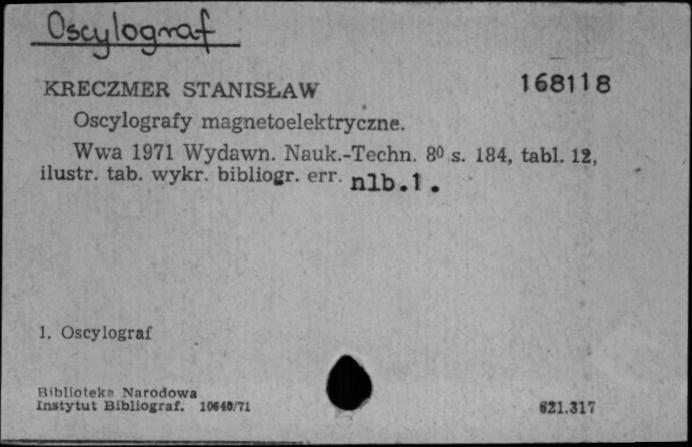 Oscylograf
KRECZMER STANISŁAW 168118
Oscylografy magnetoelektryczne.
Wwa 1971 Wydawn. Nauk.-Techn. 8⁰ s. 184, tabl. 12,
ilustr. tab. wykr. bibliogr. err. nlb.1.
1. Oscylograf
Biblioteka Narodowa
Instytut Bibliograf. 10640/71 621.317